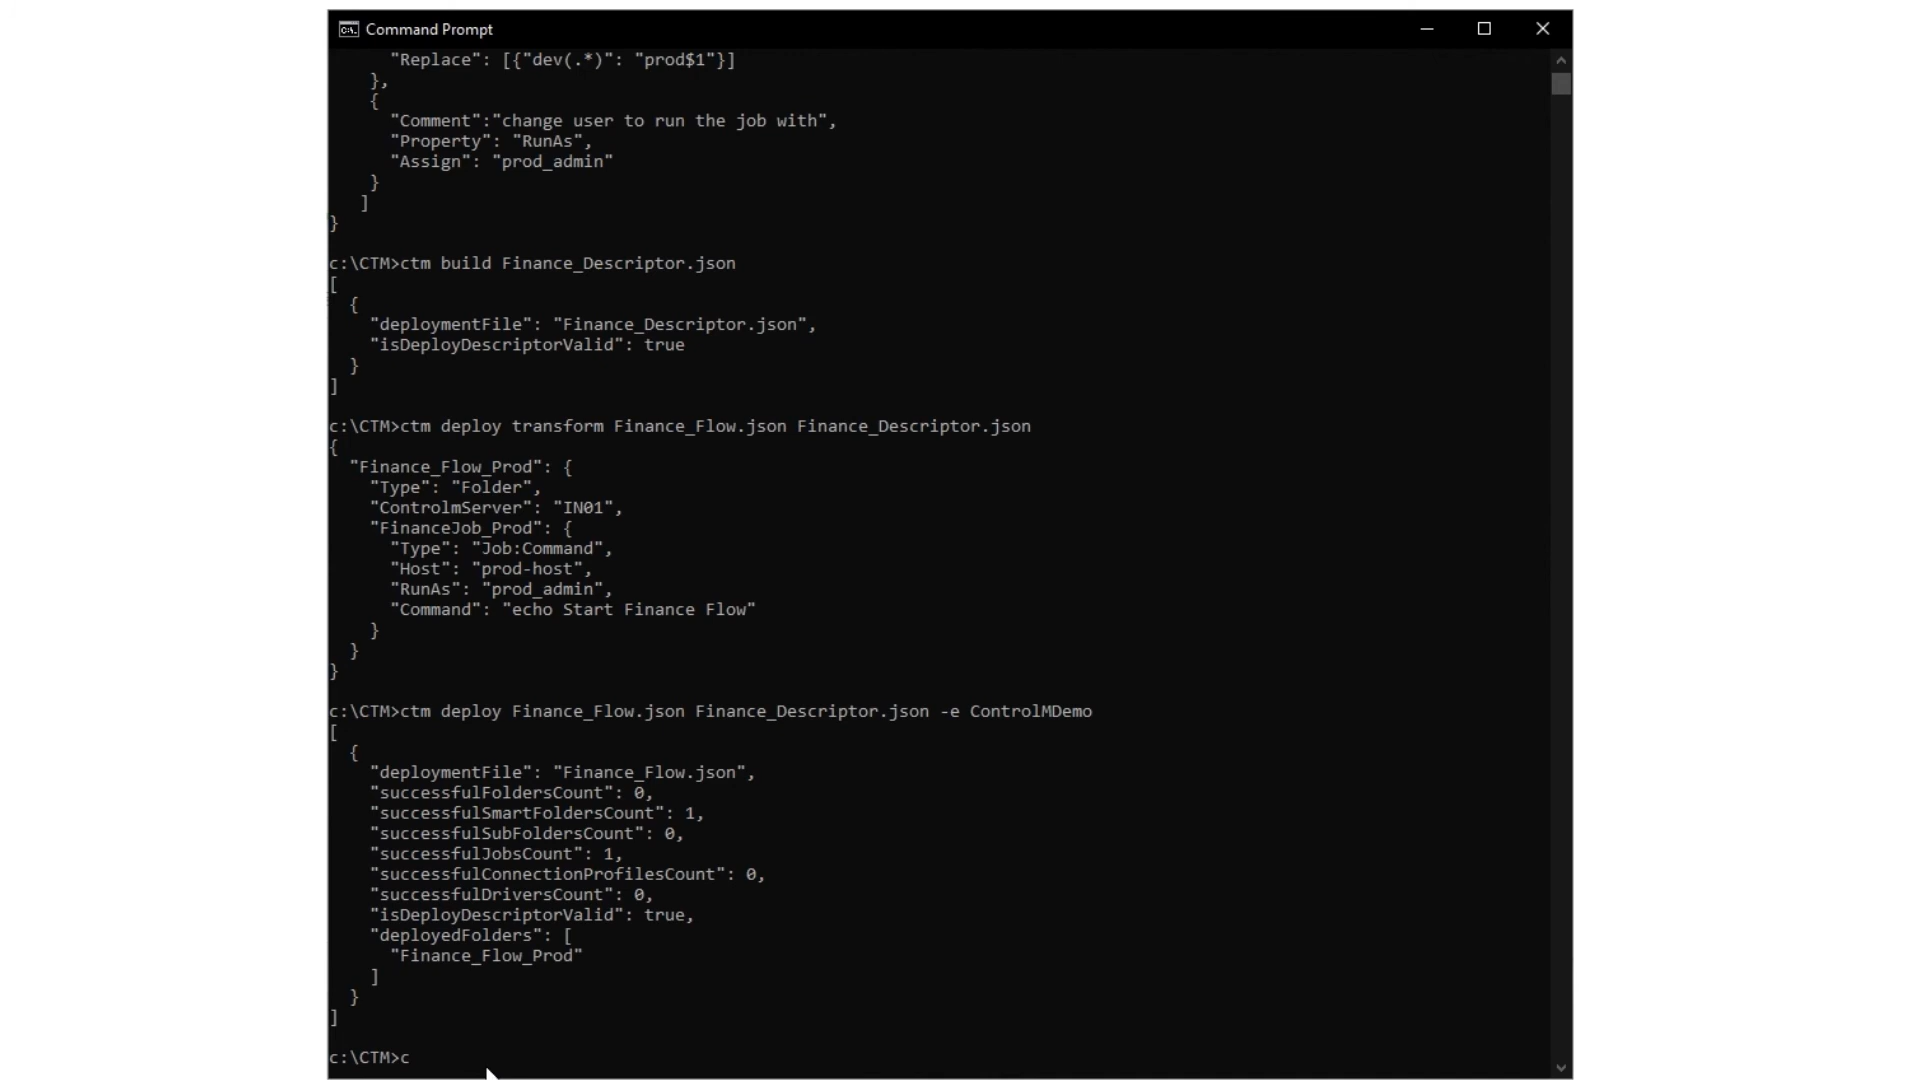 Command Prompt
"Replace": [{"dev(.*)": "prod$1"}]
},
{
"Comment":"change user to run the job with",
"Property": "RunAs",
"Assign": "prod_admin"
}
]
}
c:\CTM>ctm build Finance_Descriptor.json
[
{
"deploymentFile": "Finance_Descriptor.json",
"isDeployDescriptorValid": true
}
]
c:\CTM>ctm deploy transform Finance_Flow.json Finance_Descriptor.json
{
"Finance_Flow_Prod": {
"Type": "Folder",
"ControlmServer": "IN01",
"FinanceJob_Prod": {
"Type": "Job:Command",
"Host": "prod-host",
"RunAs": "prod_admin",
"Command": "echo Start Finance Flow"
}
}
}
c:\CTM>ctm deploy Finance_Flow.json Finance_Descriptor.json -e ControlMDemo
[
{
"deploymentFile": "Finance_Flow.json",
"successfulFoldersCount": 0,
"successfulSmartFoldersCount": 1,
"successfulSubFoldersCount": 0,
"successfulJobsCount": 1,
"successfulConnectionProfilesCount": 0,
"successfulDriversCount": 0,
"isDeployDescriptorValid": true,
"deployedFolders": [
"Finance_Flow_Prod"
]
}
]
c:\CTM>c